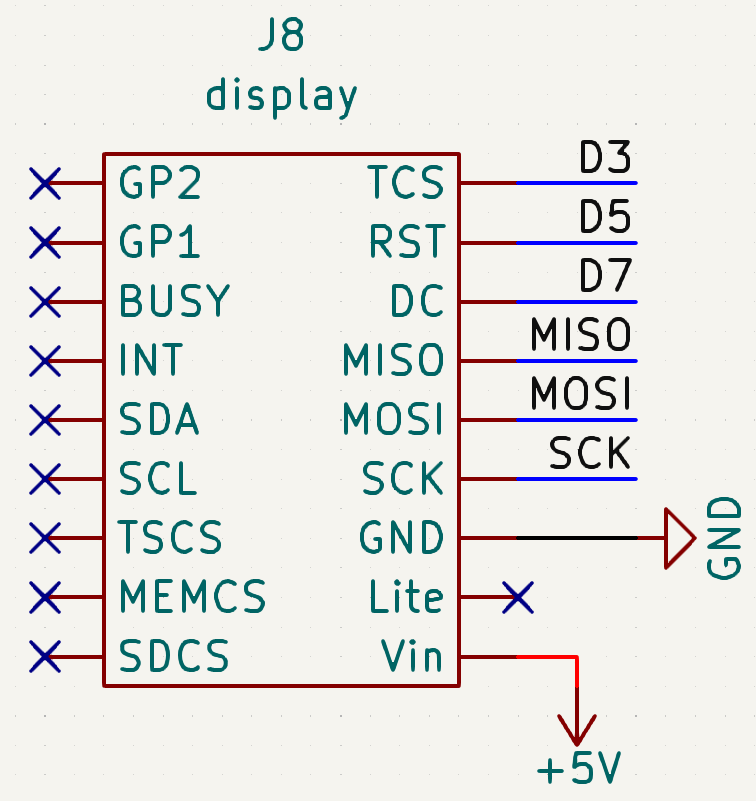 J8
display
GP2 TCS D3
GP1 RST D5
BUSY DC D7
INT MISO MISO
SDA MOSI MOSI
SCL SCK SCK
TSCS GND GND
MEMCS Lite
SDCS Vin
+5V